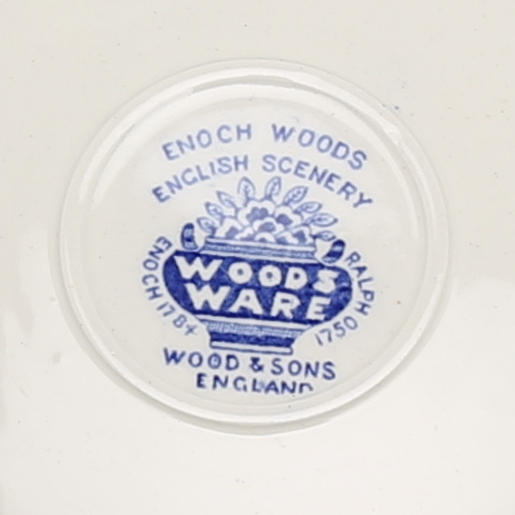 ENOCH WOODS
ENGLISH SCENERY
WOODS
WARE
ENOCH 1784
RALPH 1750
WOOD & SONS
ENGLAND